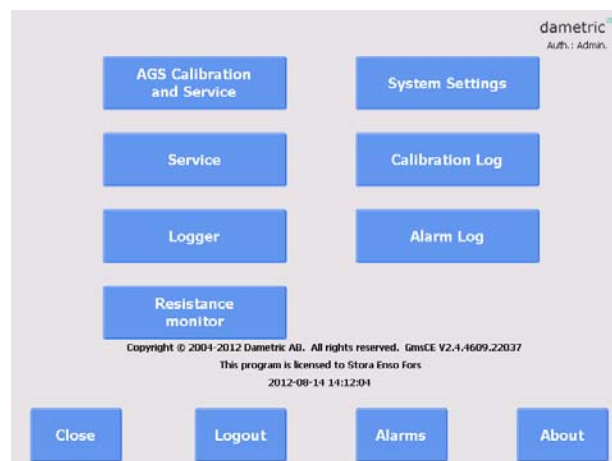 dametric
Auth.: Admin.
AGS Calibration
and Service
System Settings
Service
Calibration Log
Logger
Alarm Log
Resistance
monitor
Copyright © 2004-2012 Dametric AB. All rights reserved. GmsCE V2.4.4609.22037
This program is licensed to Stora Enso Fors
2012-08-14 14:12:04
Close
Logout
Alarms
About